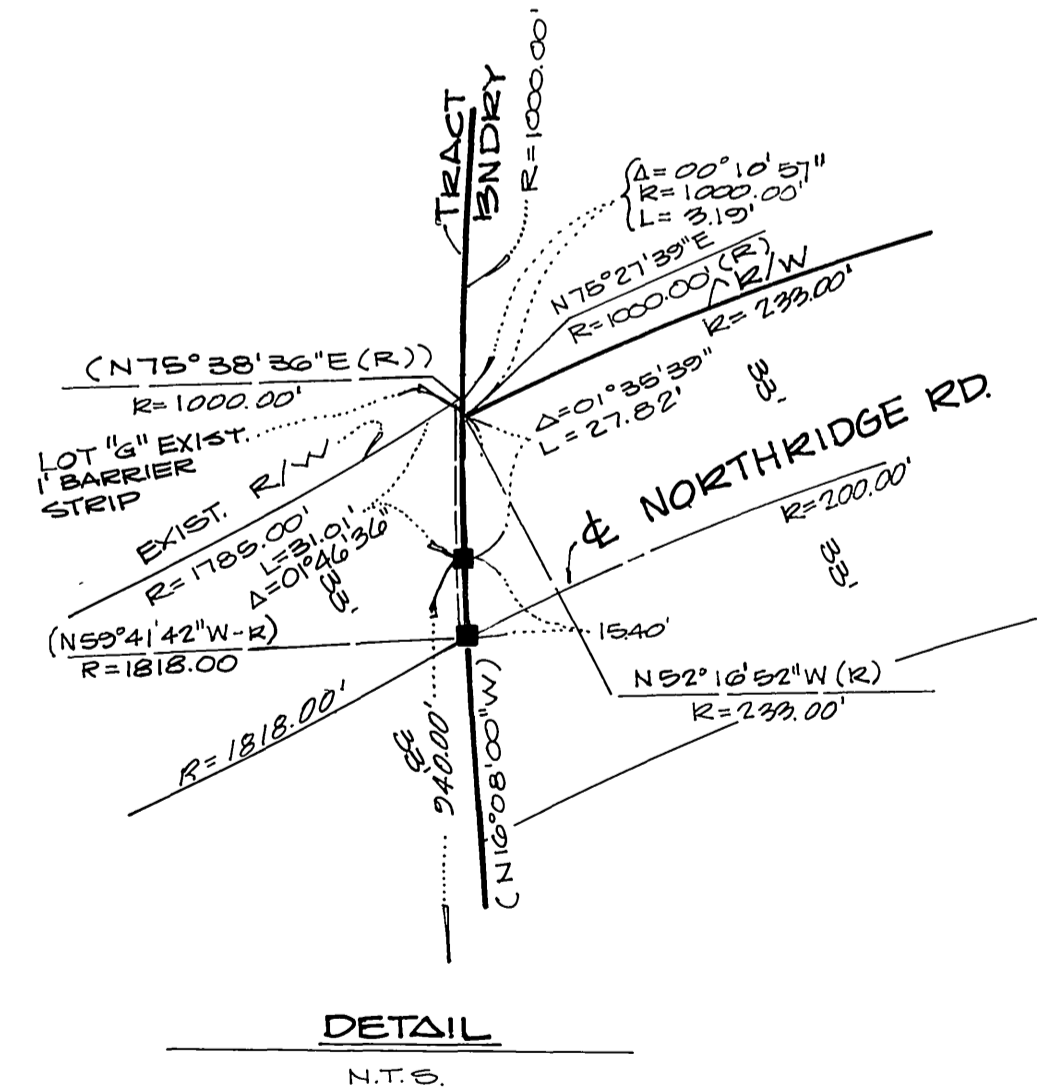 TRACT
BNDRY
R=1000.00'
Δ=00°10'57"
R=1000.00'
L=3.19'
N75°27'39"E
R=1000.00'(R)
R/W
R=233.00'
(N75°38'36"E(R))
R=1000.00'
LOT "G" EXIST.
1' BARRIER
STRIP
EXIST. R/W
R=1785.00'
L=31.01'
Δ=01°46'36"
33'
Δ=01°35'39"
L=27.82'
33'
℄ NORTHRIDGE RD.
R=200.00'
33'
(N59°41'42"W-R)
R=1818.00
15.40'
N52°16'52"W(R)
R=233.00'
R=1818.00'
940.00'
33'
(N16°08'00"W)
DETAIL
N.T.S.